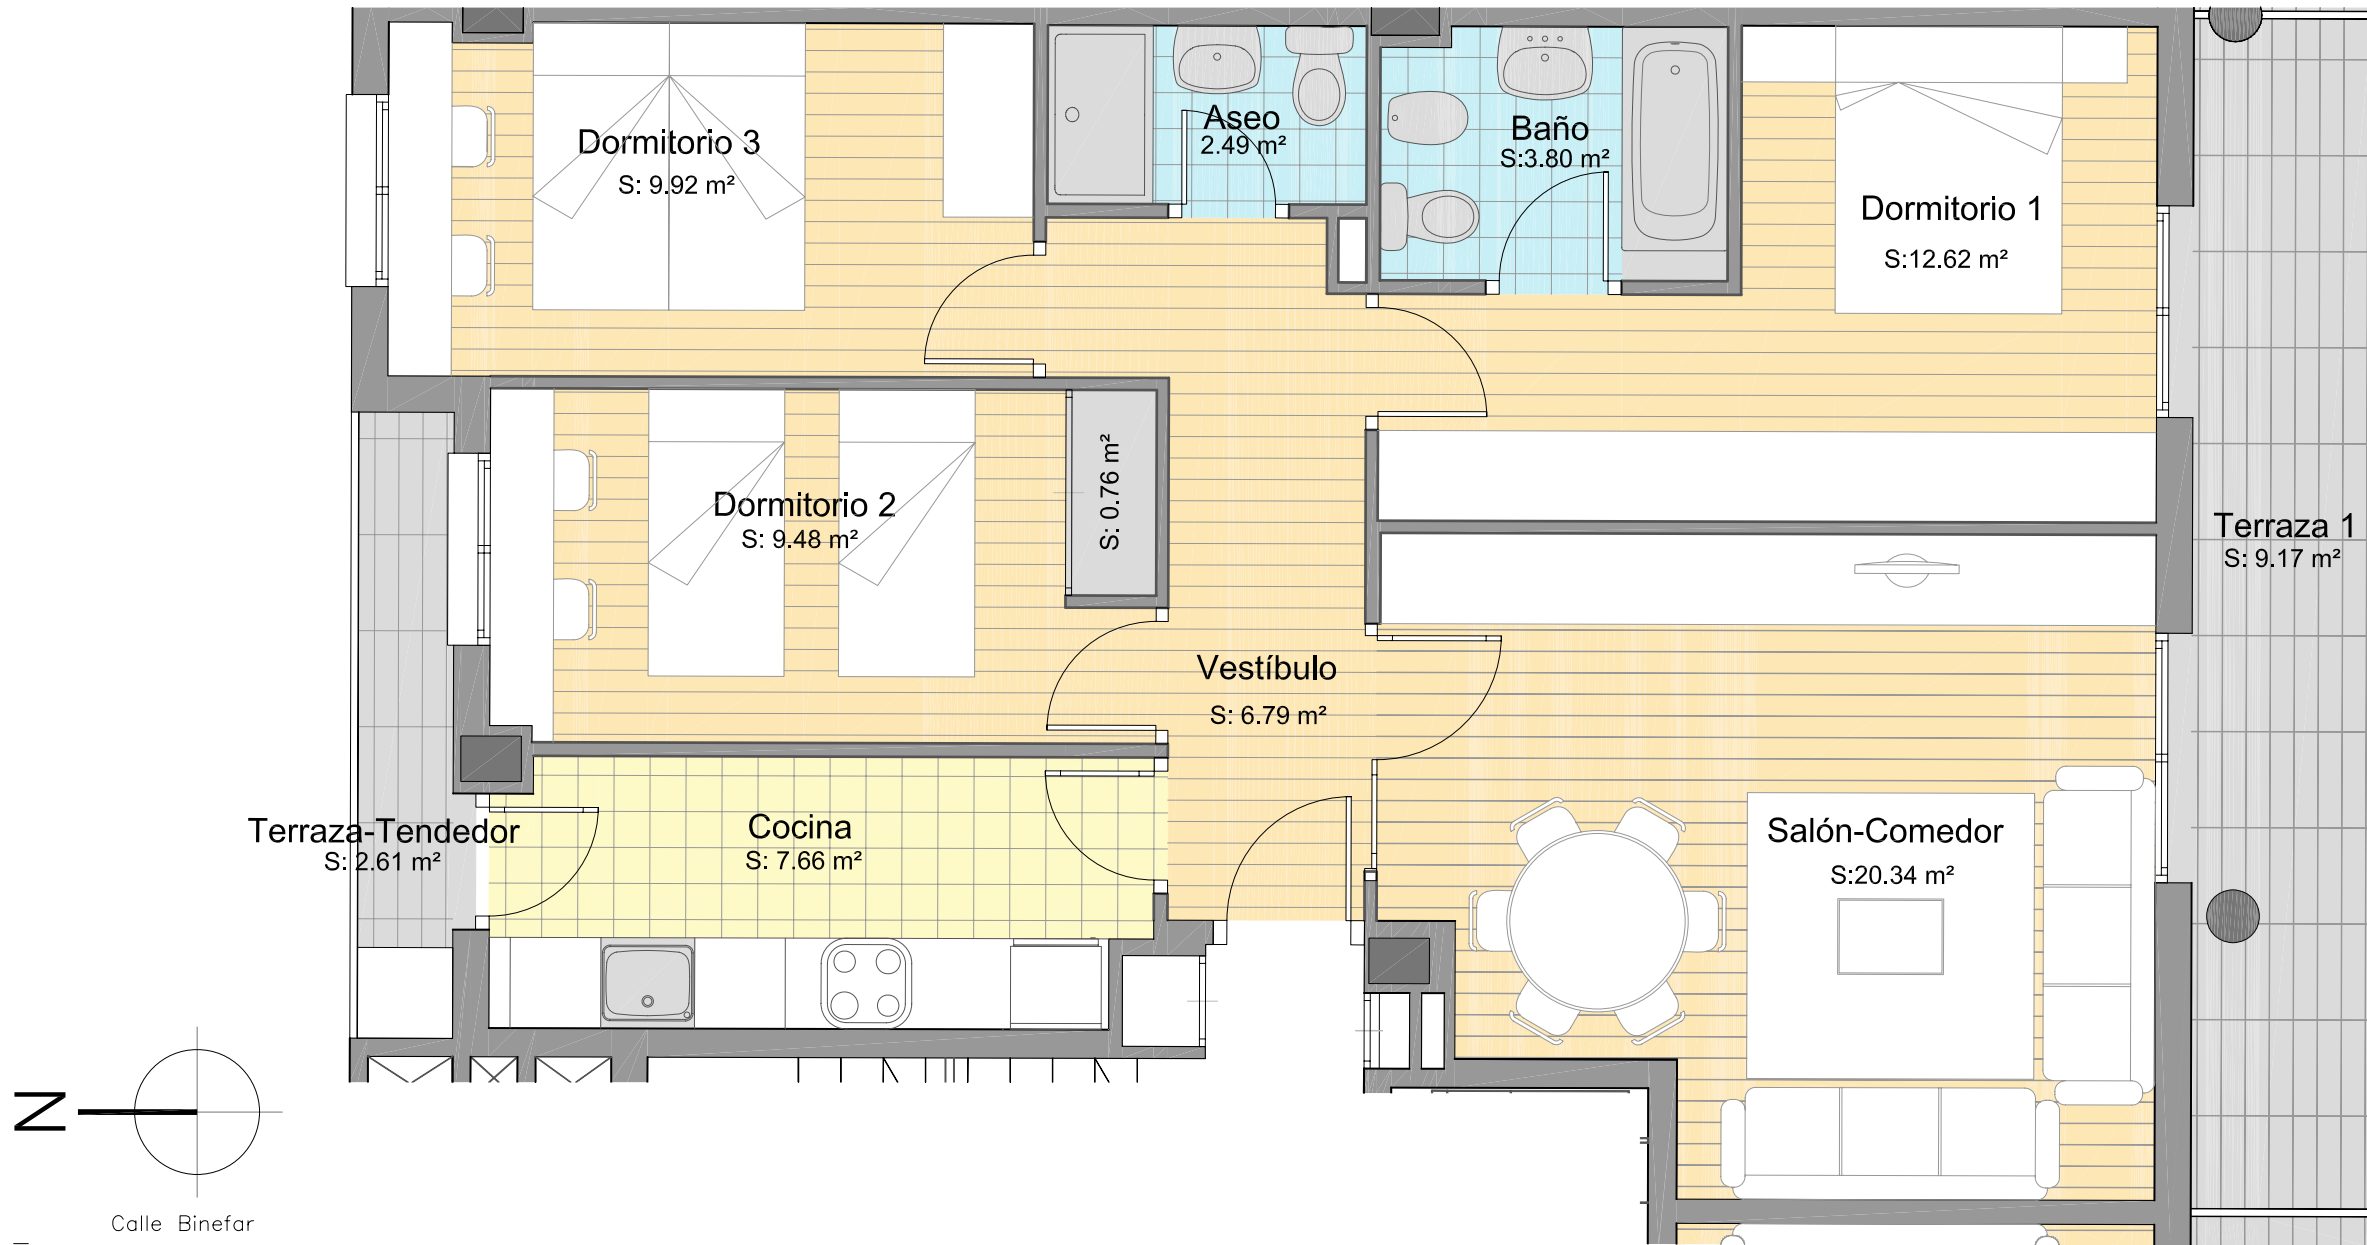 Dormitorio 3
S: 9.92 m²
Aseo
2.49 m²
Baño
S:3.80 m²
Dormitorio 1
S:12.62 m²
Dormitorio 2
S: 9.48 m²
S: 0.76 m²
Terraza 1
S: 9.17 m²
Vestíbulo
S: 6.79 m²
Terraza-Tendedor
S: 2.61 m²
Cocina
S: 7.66 m²
Salón-Comedor
S:20.34 m²
N
Calle Binefar